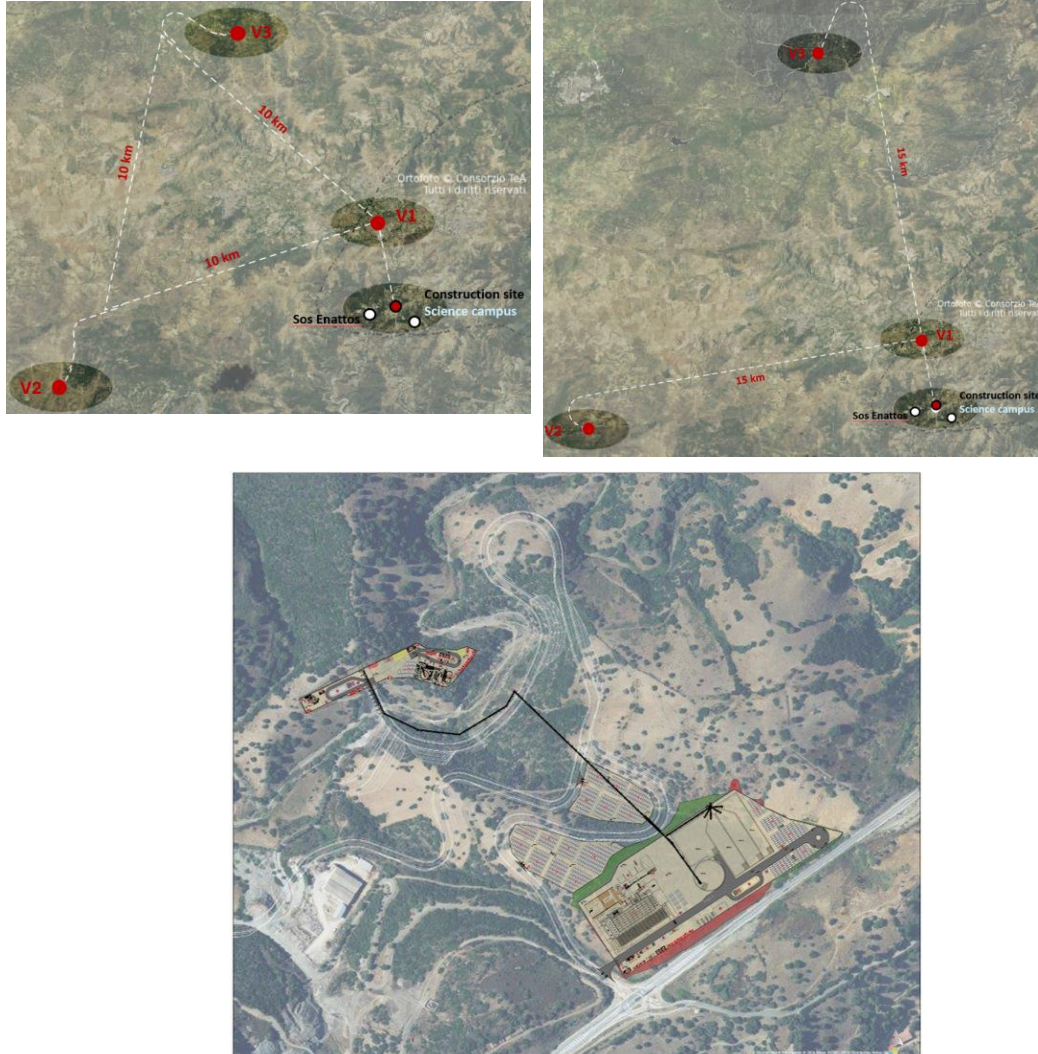 V3
10 km
10 km
Ortofoto © Consorzio TeA
Tutti i diritti riservati
V1
10 km
Construction site
Sos Enattos
Science campus
V2
V3
15 km
Ortofoto © Consorzio TeA
Tutti i diritti riservati
V1
15 km
Construction site
Sos Enattos
Science campus
V2